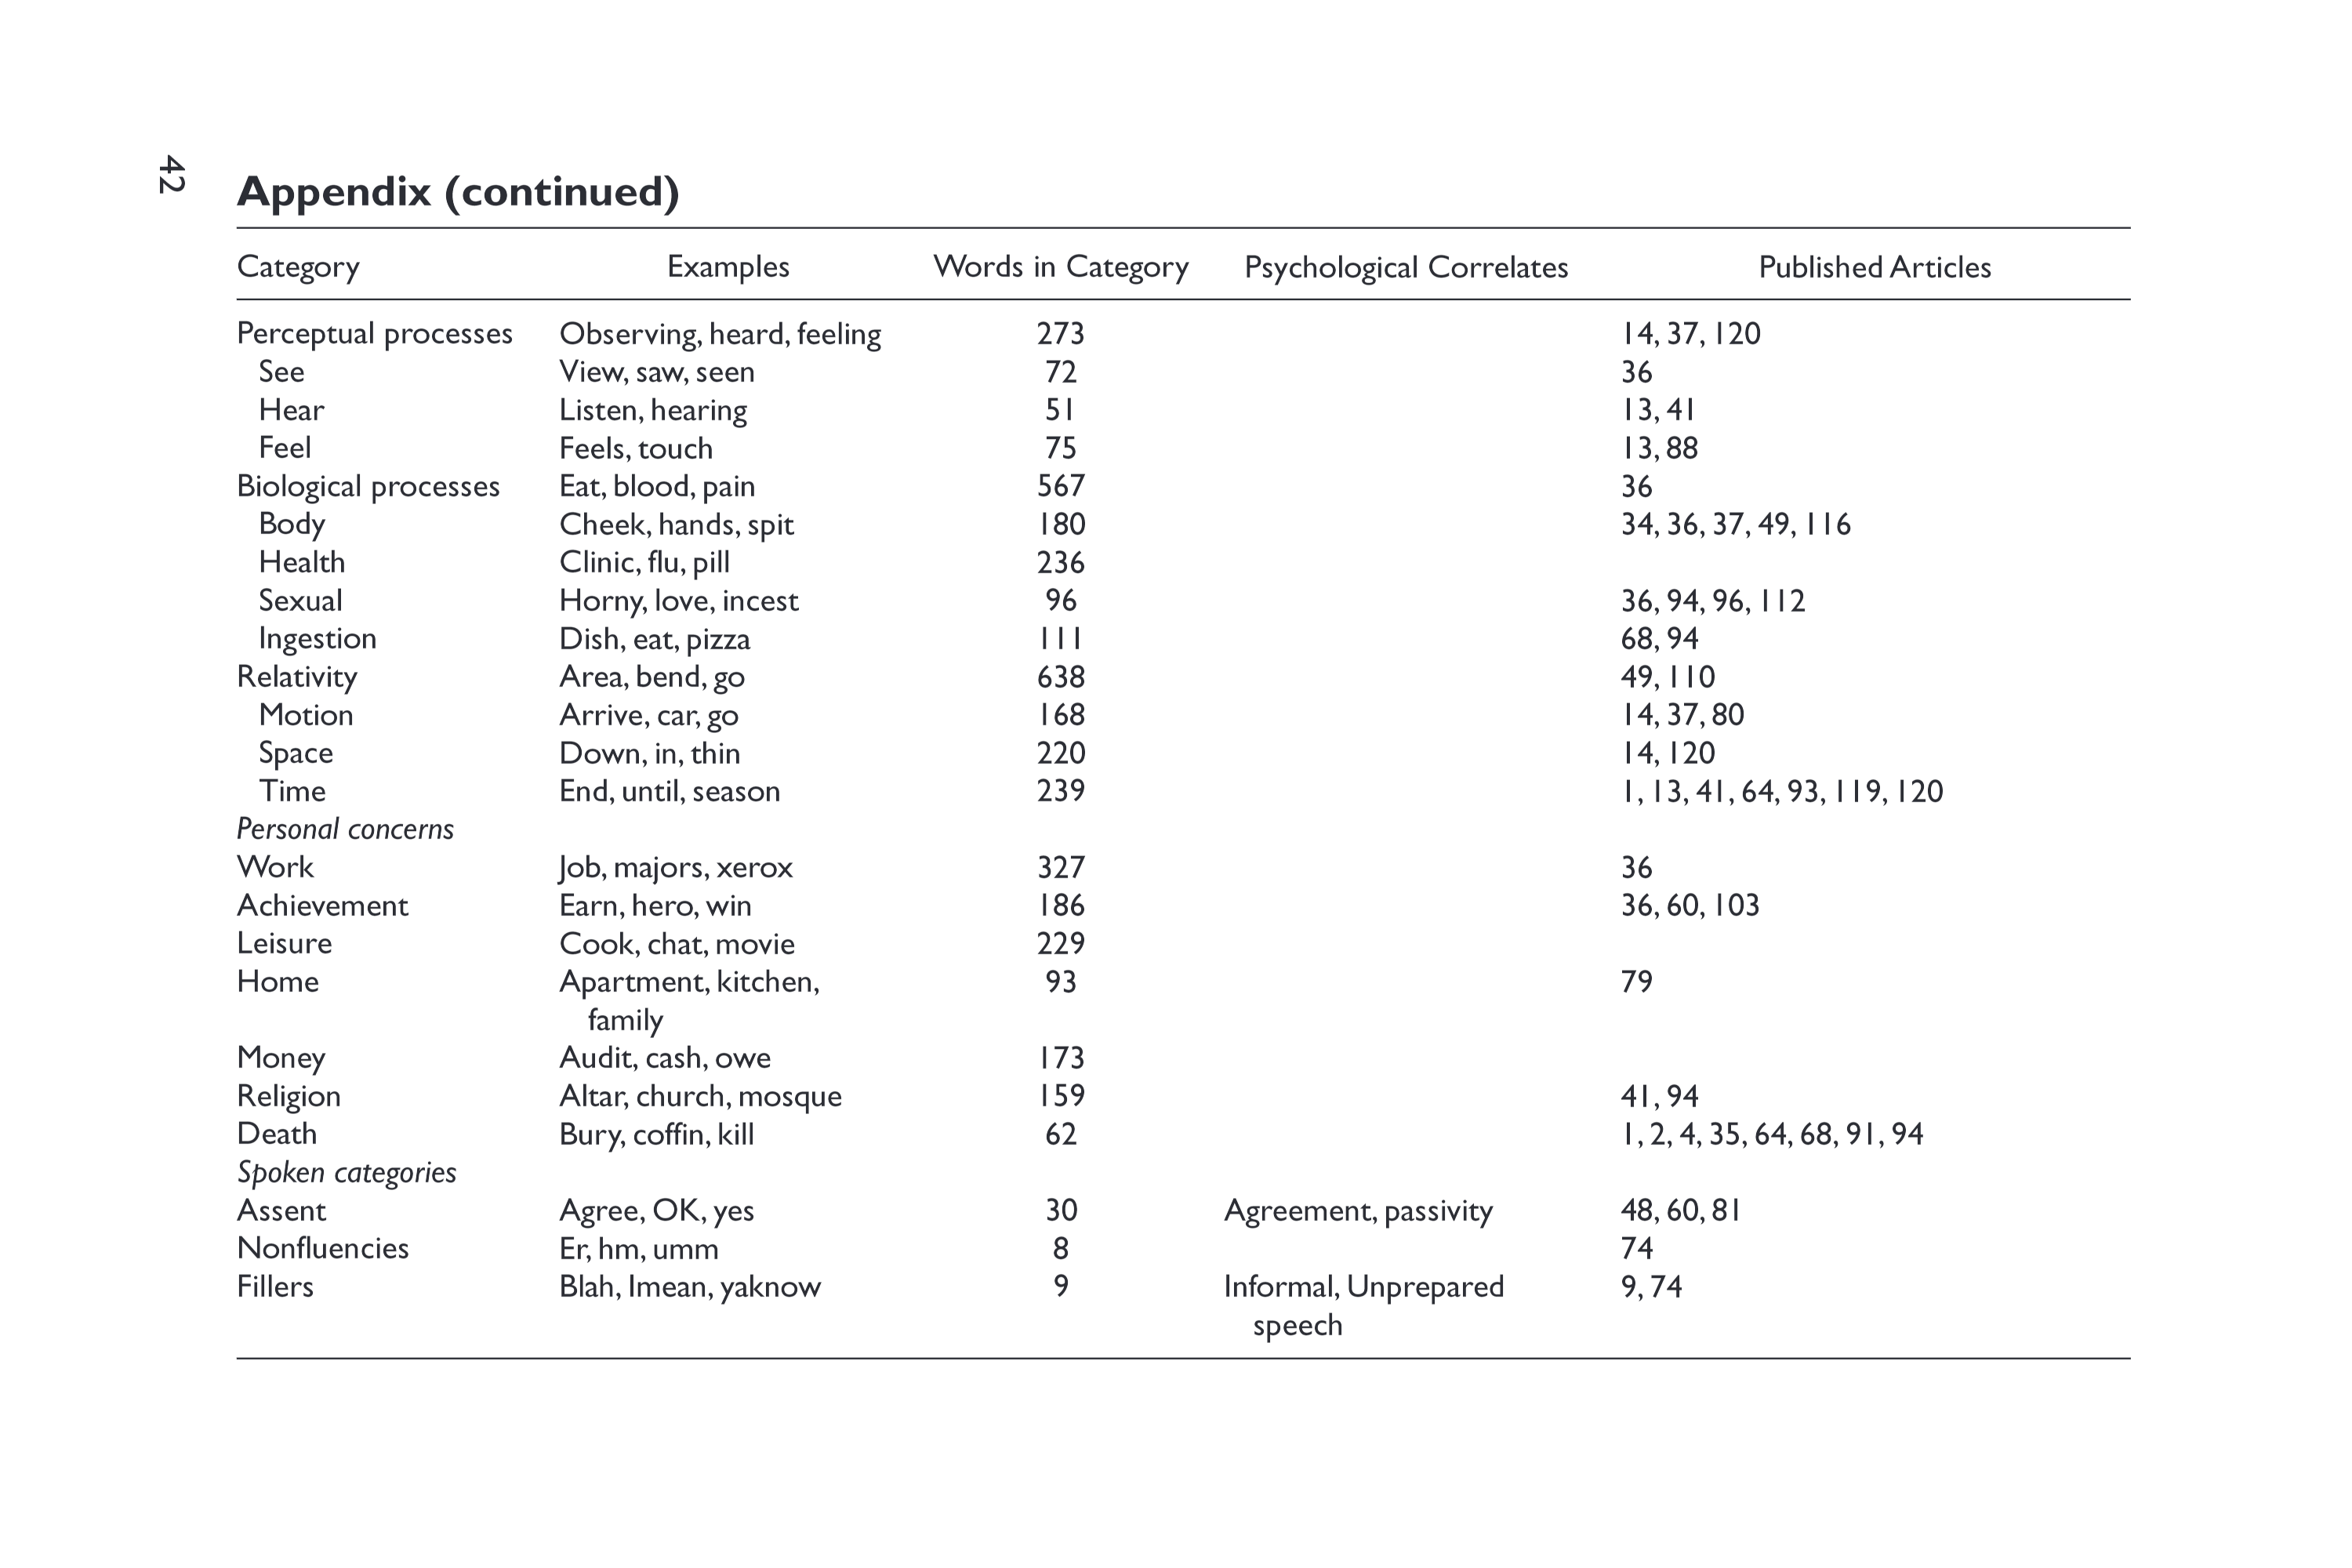 42
Appendix (continued)
Category Examples Words in Category Psychological Correlates Published Articles
Perceptual processes Observing, heard, feeling 273 14, 37, 120
See View, saw, seen 72 36
Hear Listen, hearing 51 13, 41
Feel Feels, touch 75 13, 88
Biological processes Eat, blood, pain 567 36
Body Cheek, hands, spit 180 34, 36, 37, 49, 116
Health Clinic, flu, pill 236
Sexual Horny, love, incest 96 36, 94, 96, 112
Ingestion Dish, eat, pizza 111 68, 94
Relativity Area, bend, go 638 49, 110
Motion Arrive, car, go 168 14, 37, 80
Space Down, in, thin 220 14, 120
Time End, until, season 239 1, 13, 41, 64, 93, 119, 120
Personal concerns
Work Job, majors, xerox 327 36
Achievement Earn, hero, win 186 36, 60, 103
Leisure Cook, chat, movie 229
Home Apartment, kitchen, 93 79
family
Money Audit, cash, owe 173
Religion Altar, church, mosque 159 41, 94
Death Bury, coffin, kill 62 1, 2, 4, 35, 64, 68, 91, 94
Spoken categories
Assent Agree, OK, yes 30 Agreement, passivity 48, 60, 81
Nonfluencies Er, hm, umm 8 74
Fillers Blah, Imean, yaknow 9 Informal, Unprepared 9, 74
speech